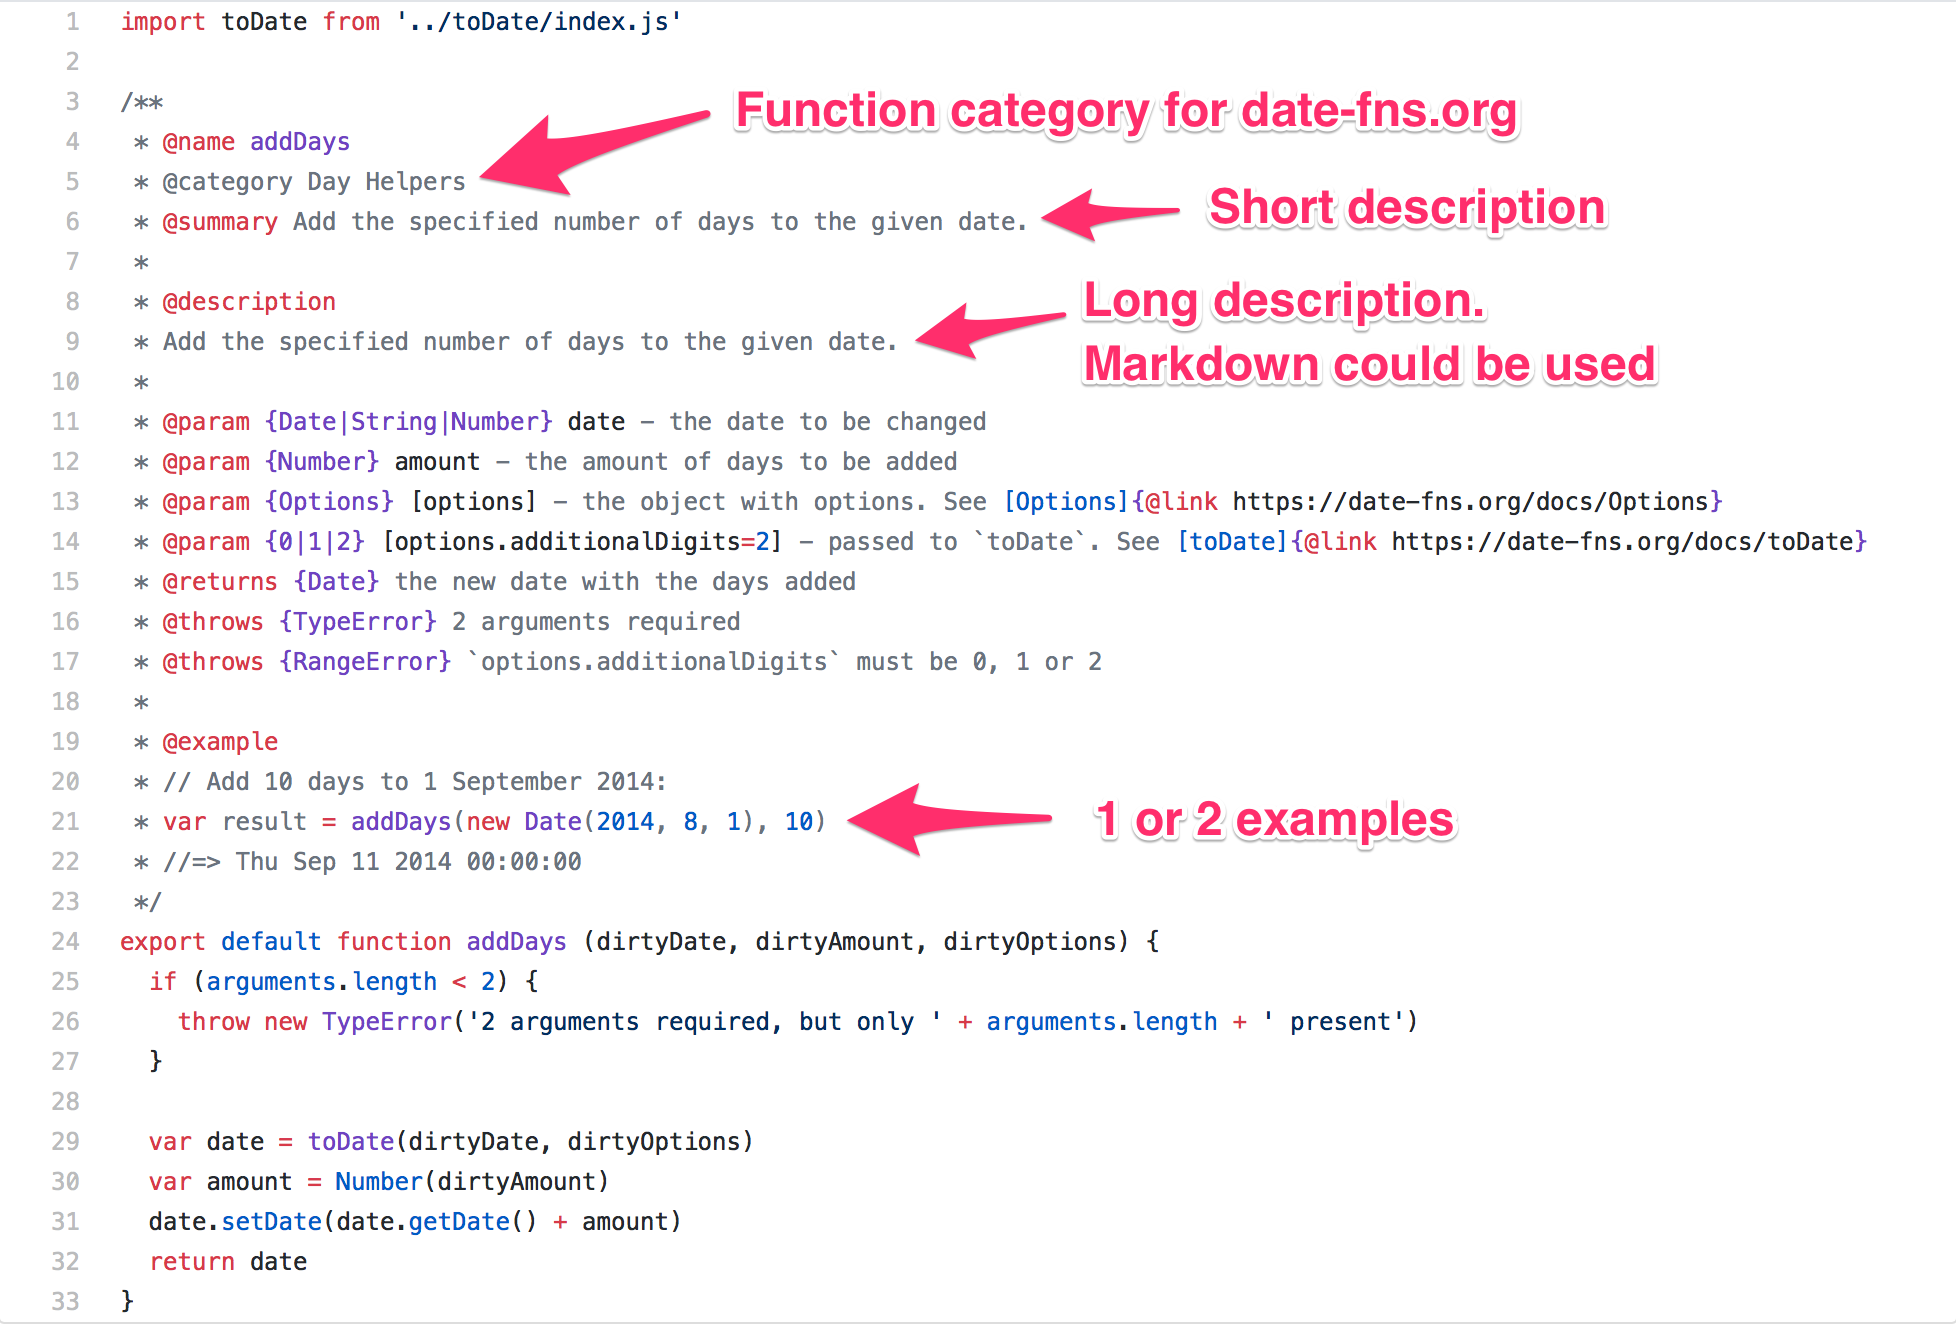 1 import toDate from '../toDate/index.js'
2
3 /**
4 * @name addDays
Function category for date-fns.org
5 * @category Day Helpers
6 * @summary Add the specified number of days to the given date.
Short description
7 *
8 * @description
Long description.
9 * Add the specified number of days to the given date.
Markdown could be used
10 *
11 * @param {Date|String|Number} date – the date to be changed
12 * @param {Number} amount – the amount of days to be added
13 * @param {Options} [options] – the object with options. See [Options]{@link https://date-fns.org/docs/Options}
14 * @param {0|1|2} [options.additionalDigits=2] – passed to `toDate`. See [toDate]{@link https://date-fns.org/docs/toDate}
15 * @returns {Date} the new date with the days added
16 * @throws {TypeError} 2 arguments required
17 * @throws {RangeError} `options.additionalDigits` must be 0, 1 or 2
18 *
19 * @example
20 * // Add 10 days to 1 September 2014:
21 * var result = addDays(new Date(2014, 8, 1), 10)
1 or 2 examples
22 * //=> Thu Sep 11 2014 00:00:00
23 */
24 export default function addDays (dirtyDate, dirtyAmount, dirtyOptions) {
25 if (arguments.length < 2) {
26 throw new TypeError('2 arguments required, but only ' + arguments.length + ' present')
27 }
28
29 var date = toDate(dirtyDate, dirtyOptions)
30 var amount = Number(dirtyAmount)
31 date.setDate(date.getDate() + amount)
32 return date
33 }